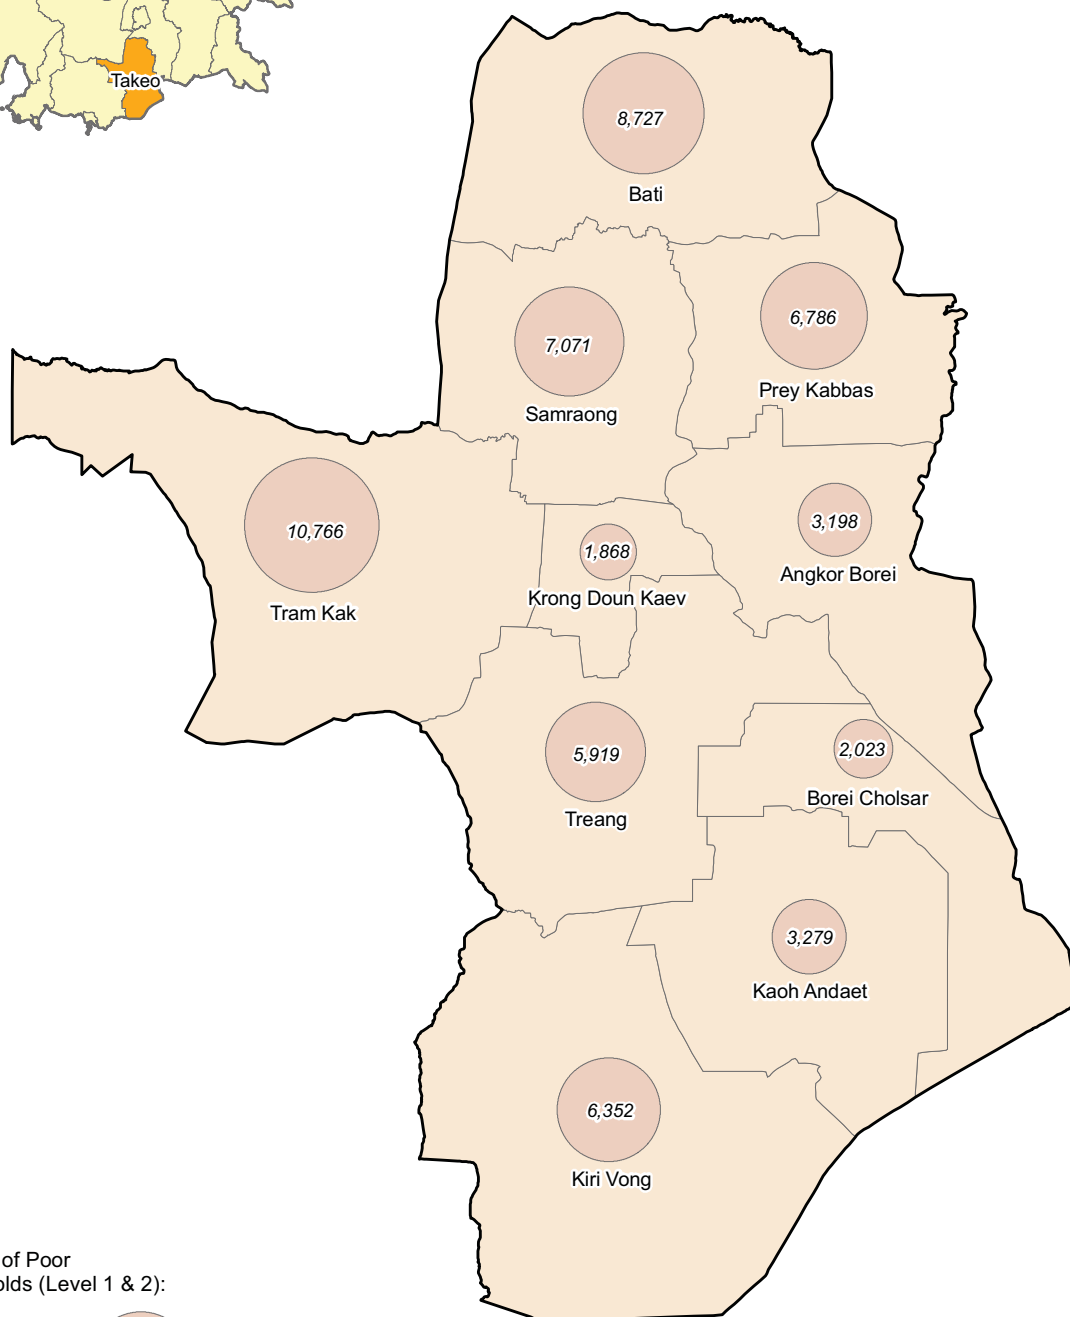 Takeo
8,727
Bati
6,786
Prey Kabbas
7,071
Samraong
10,766
Tram Kak
3,198
Angkor Borei
1,868
Krong Doun Kaev
5,919
Treang
2,023
Borei Cholsar
3,279
Kaoh Andaet
6,352
Kiri Vong
of Poor
olds (Level 1 & 2):